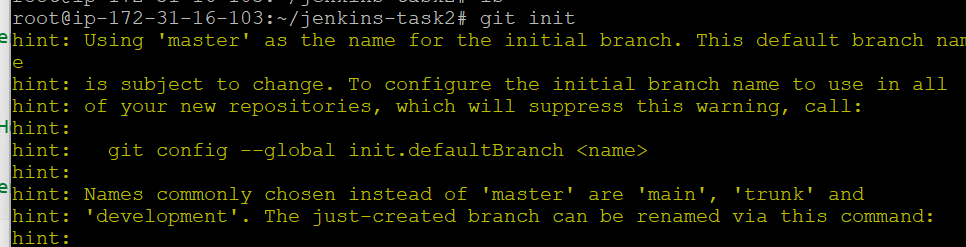 root@ip-172-31-16-103:~/jenkins-task2# git init
hint: Using 'master' as the name for the initial branch. This default branch nam
e
hint: is subject to change. To configure the initial branch name to use in all
hint: of your new repositories, which will suppress this warning, call:
hint:
hint:   git config --global init.defaultBranch <name>
hint:
hint: Names commonly chosen instead of 'master' are 'main', 'trunk' and
hint: 'development'. The just-created branch can be renamed via this command:
hint: